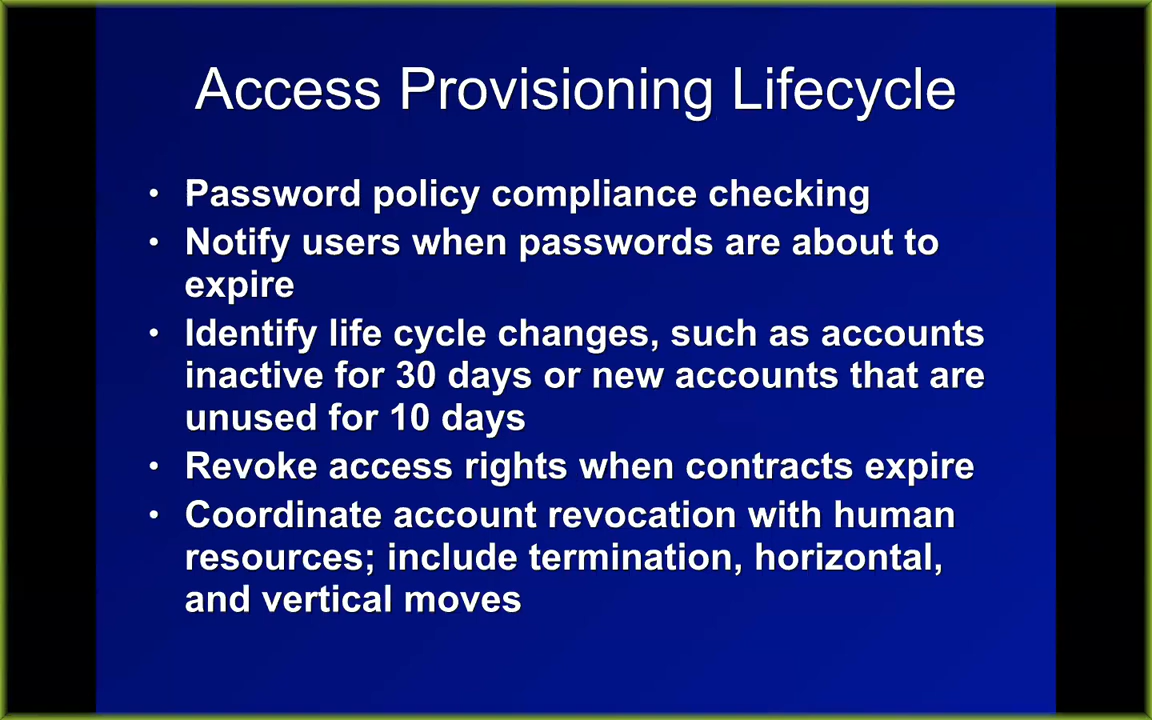 Access Provisioning Lifecycle
• Password policy compliance checking
• Notify users when passwords are about to
expire
• Identify life cycle changes, such as accounts
inactive for 30 days or new accounts that are
unused for 10 days
• Revoke access rights when contracts expire
• Coordinate account revocation with human
resources; include termination, horizontal,
and vertical moves